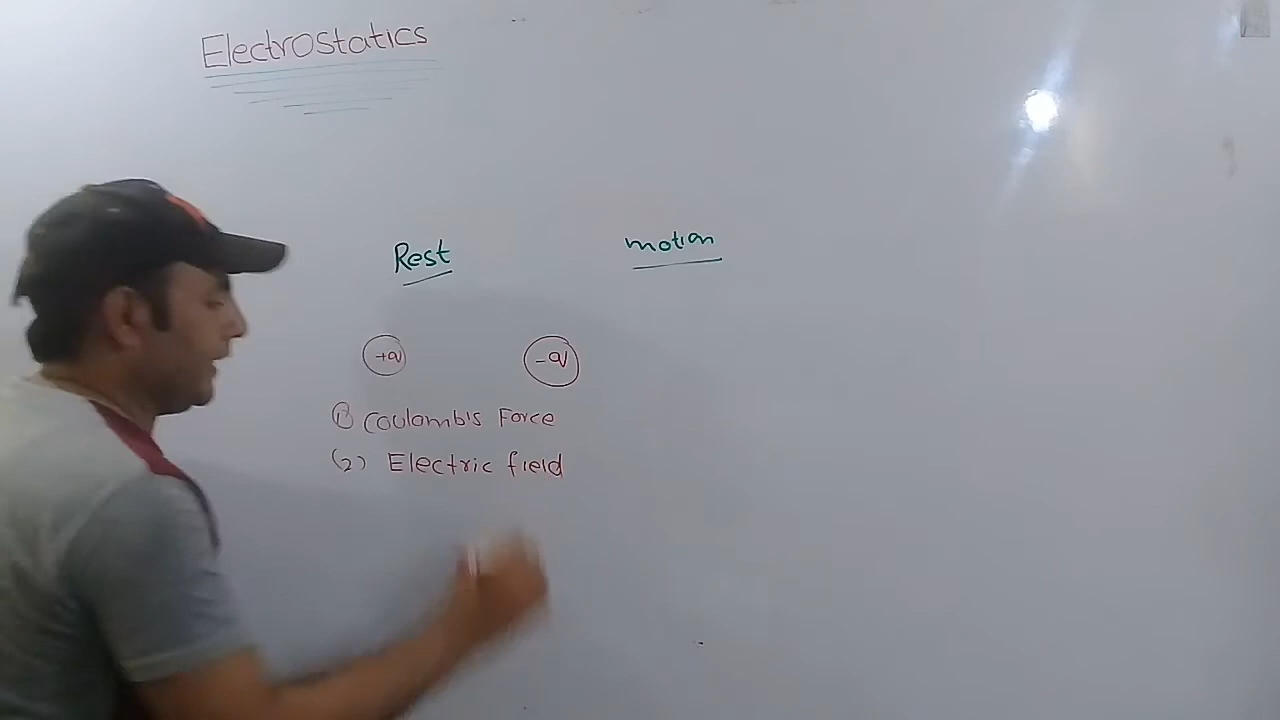 Electrostatics
Rest motion
+q -q
(1) Coulomb's Force
(2) Electric field